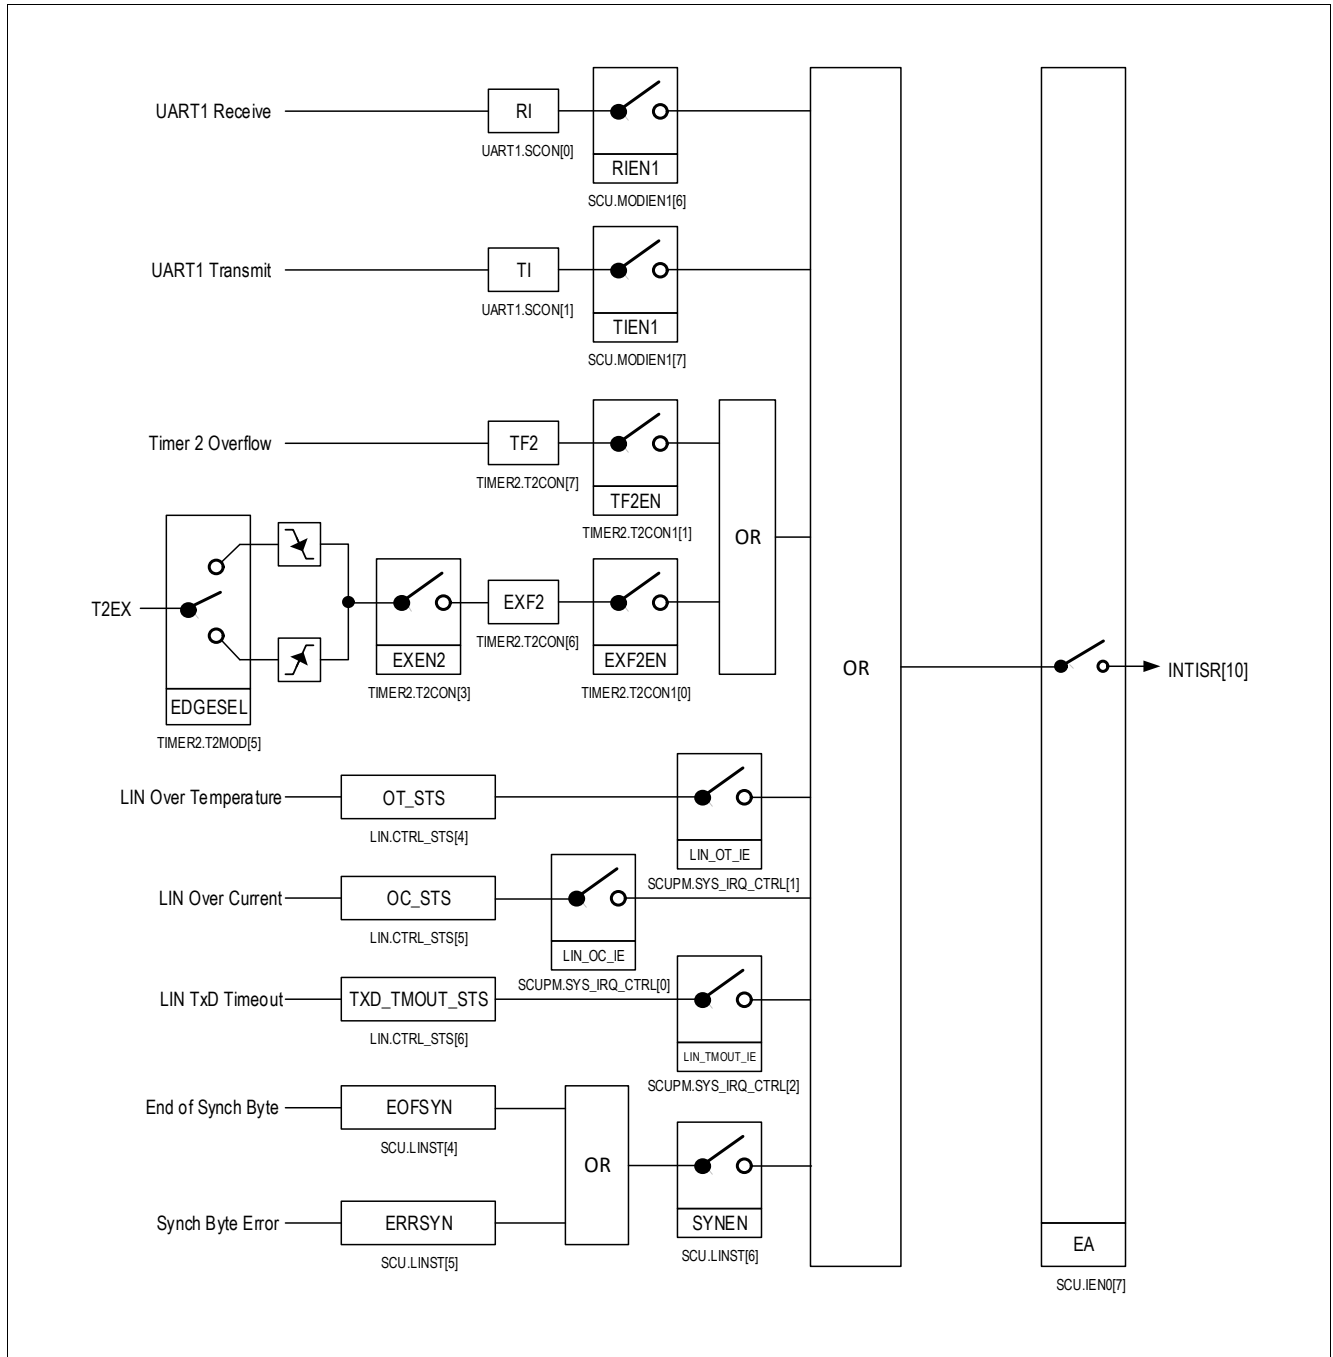 UART1 Receive
RI
UART1.SCON[0]
RIEN1
SCU.MODIEN1[6]
UART1 Transmit
TI
UART1.SCON[1]
TIEN1
SCU.MODIEN1[7]
Timer 2 Overflow
TF2
TIMER2.T2CON[7]
TF2EN
TIMER2.T2CON1[1]
OR
T2EX
EDGESEL
TIMER2.T2MOD[5]
EXEN2
TIMER2.T2CON[3]
EXF2
TIMER2.T2CON[6]
EXF2EN
TIMER2.T2CON1[0]
OR
INTISR[10]
LIN Over Temperature
OT_STS
LIN.CTRL_STS[4]
LIN_OT_IE
SCUPM.SYS_IRQ_CTRL[1]
LIN Over Current
OC_STS
LIN.CTRL_STS[5]
LIN_OC_IE
SCUPM.SYS_IRQ_CTRL[0]
LIN TxD Timeout
TXD_TMOUT_STS
LIN.CTRL_STS[6]
LIN_TMOUT_IE
SCUPM.SYS_IRQ_CTRL[2]
End of Synch Byte
EOFSYN
SCU.LINST[4]
OR
Synch Byte Error
ERRSYN
SCU.LINST[5]
SYNEN
SCU.LINST[6]
EA
SCU.IEN0[7]